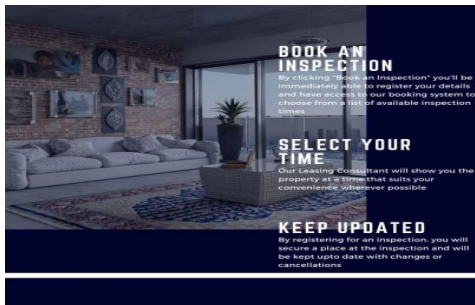 BOOK AN
INSPECTION
By clicking "Book an Inspection" you'll be
immediately able to register your details
and have access to our booking system to
choose from a list of available inspection
times
SELECT YOUR
TIME
Our Leasing Consultant will show you the
property at a time that suits your
convenience wherever possible
KEEP UPDATED
By registering for an inspection, you will
secure a place at the inspection and will
be kept upto date with changes or
cancellations